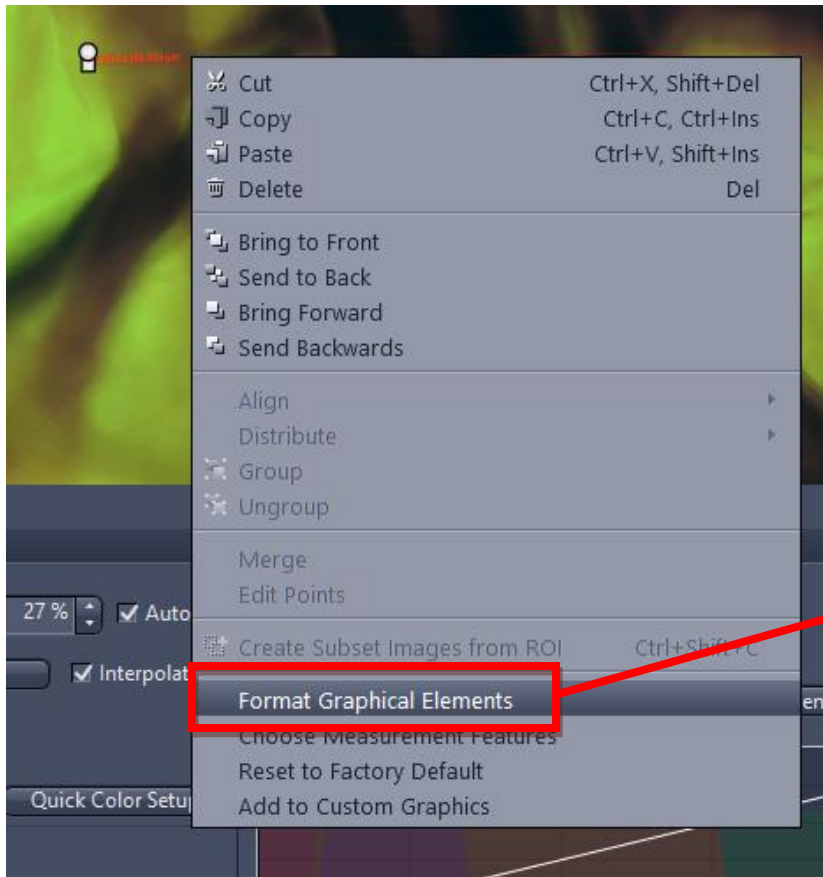 Cut Ctrl+X, Shift+Del
Copy Ctrl+C, Ctrl+Ins
Paste Ctrl+V, Shift+Ins
Delete Del
Bring to Front
Send to Back
Bring Forward
Send Backwards
Align
Distribute
Group
Ungroup
Merge
Edit Points
27 % Auto
Create Subset Images from ROI Ctrl+Shift+C
Interpolat
Format Graphical Elements
en
Choose Measurement Features
Reset to Factory Default
Quick Color Setu
Add to Custom Graphics